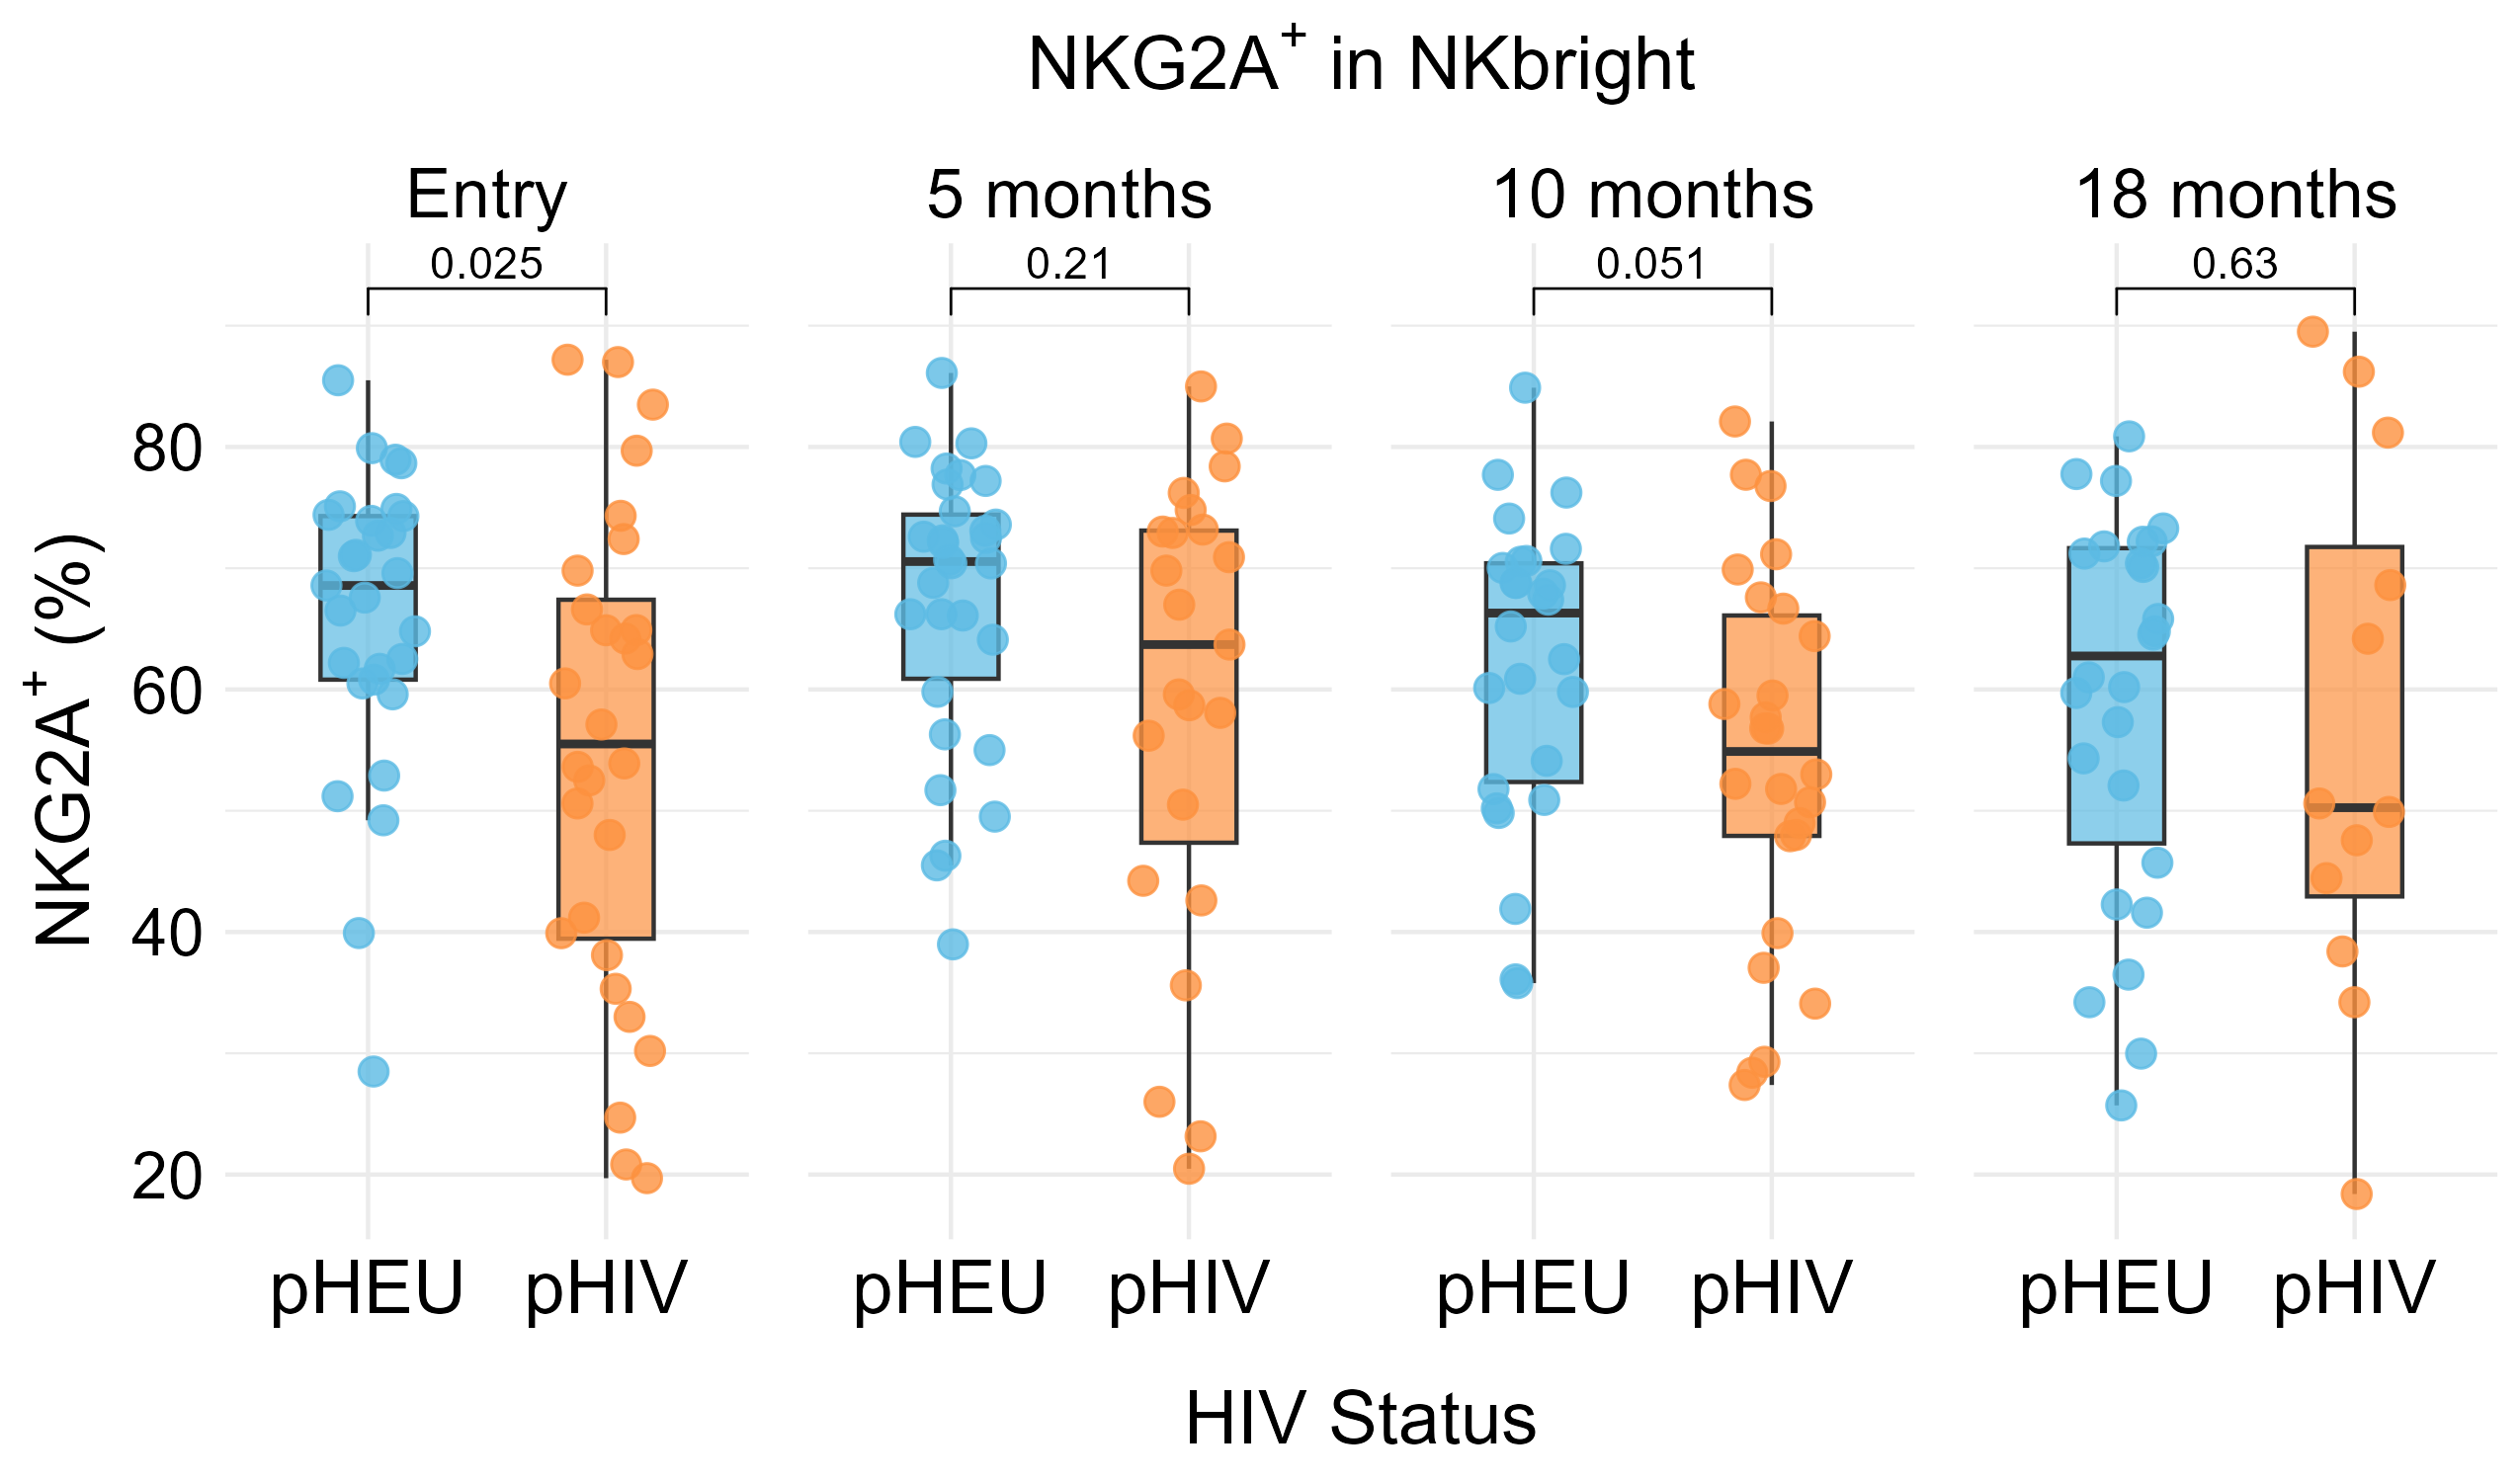 NKG2A+ in NKbright
Entry
5 months
10 months
18 months
0.025
0.21
0.051
0.63
NKG2A+ (%)
80
60
40
20
pHEU
pHIV
pHEU
pHIV
pHEU
pHIV
pHEU
pHIV
HIV Status